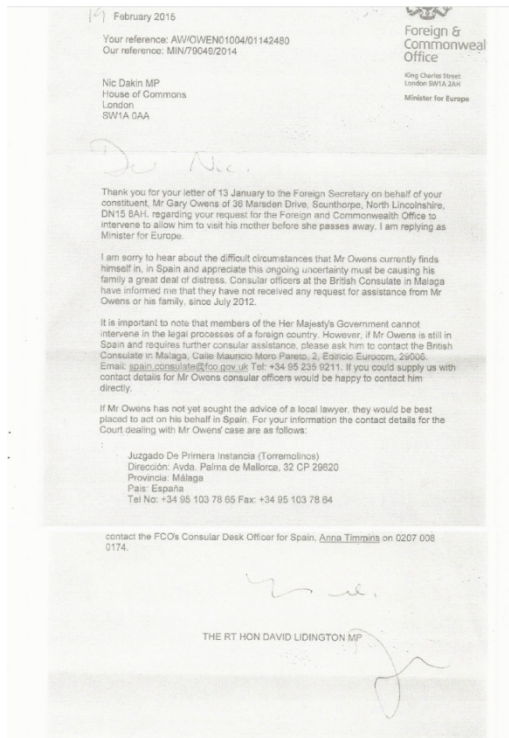 19 February 2015
Foreign &
Commonweal
Office
King Charles Street
London SW1A 2AH
Minister for Europe
Your reference: AW/OWEN01004/01142480
Our reference: MIN/79049/2014
Nic Dakin MP
House of Commons
London
SW1A 0AA
Dear Nic,
Thank you for your letter of 13 January to the Foreign Secretary on behalf of your
constituent, Mr Gary Owens of 36 Marsden Drive, Scunthorpe, North Lincolnshire,
DN15 8AH, regarding your request for the Foreign and Commonwealth Office to
intervene to allow him to visit his mother before she passes away. I am replying as
Minister for Europe.
I am sorry to hear about the difficult circumstances that Mr Owens currently finds
himself in, in Spain and appreciate this ongoing uncertainty must be causing his
family a great deal of distress. Consular officers at the British Consulate in Malaga
have informed me that they have not received any request for assistance from Mr
Owens or his family, since July 2012.
It is important to note that members of the Her Majesty's Government cannot
intervene in the legal processes of a foreign country. However, if Mr Owens is still in
Spain and requires further consular assistance, please ask him to contact the British
Consulate in Malaga, Calle Mauricio Moro Pareto, 2, Edificio Eurocom, 29006.
Email: spain.consulate@fco.gov.uk Tel: +34 95 235 9211. If you could supply us with
contact details for Mr Owens consular officers would be happy to contact him
directly.
If Mr Owens has not yet sought the advice of a local lawyer, they would be best
placed to act on his behalf in Spain. For your information the contact details for the
Court dealing with Mr Owens' case are as follows:
Juzgado De Primera Instancia (Torremolinos)
Dirección: Avda. Palma de Mallorca, 32 CP 29620
Provincia: Málaga
País: España
Tel No: +34 95 103 78 65 Fax: +34 95 103 78 64
contact the FCO's Consular Desk Officer for Spain, Anna Timmins on 0207 008
0174.
THE RT HON DAVID LIDINGTON MP